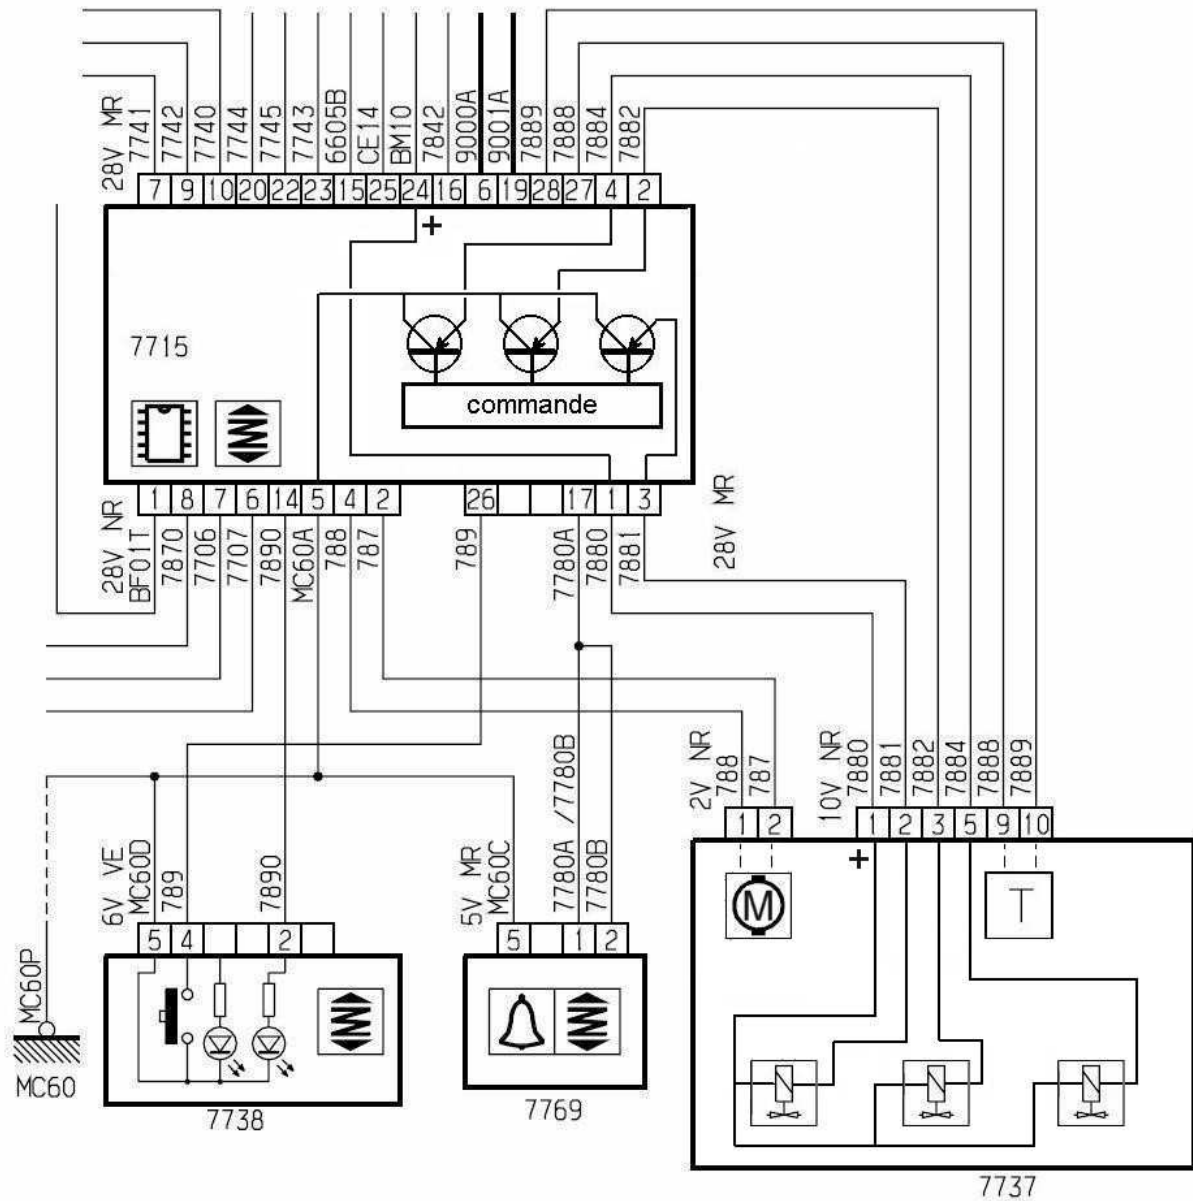 28V MR
7741
7742
7740
7744
7745
7743
6605B
CE14
BM10
7842
9000A
9001A
7889
7888
7884
7882
7 9 10 20 22 23 15 25 24 16 6 19 28 27 4 2
+
7715
commande
1 8 7 6 14 5 4 2 26 17 1 3
28V NR
BF01T
7870
7706
7707
7890
MC60A
788
787
789
7780A
7880
7881
28V MR
6V VE
MC60D
789
7890
5V MR
MC60C
7780A /7780B
7780B
2V NR
788
787
10V NR
7880
7881
7882
7884
7888
7889
1 2
1 2 3 5 9 10
+
M
T
5 4 2
5 1 2
MC60P
MC60
7738
7769
7737